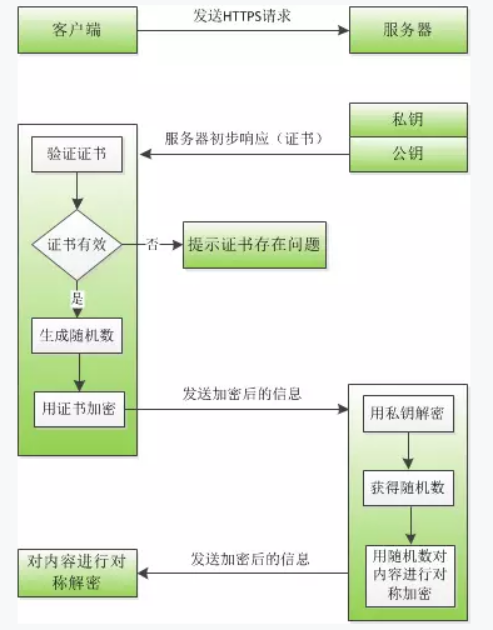 客户端
发送HTTPS请求
服务器
私钥
公钥
服务器初步响应（证书）
验证证书
证书有效
否
提示证书存在问题
是
生成随机数
用证书加密
发送加密后的信息
用私钥解密
获得随机数
用随机数对
内容进行对
称加密
发送加密后的信息
对内容进行对
称解密